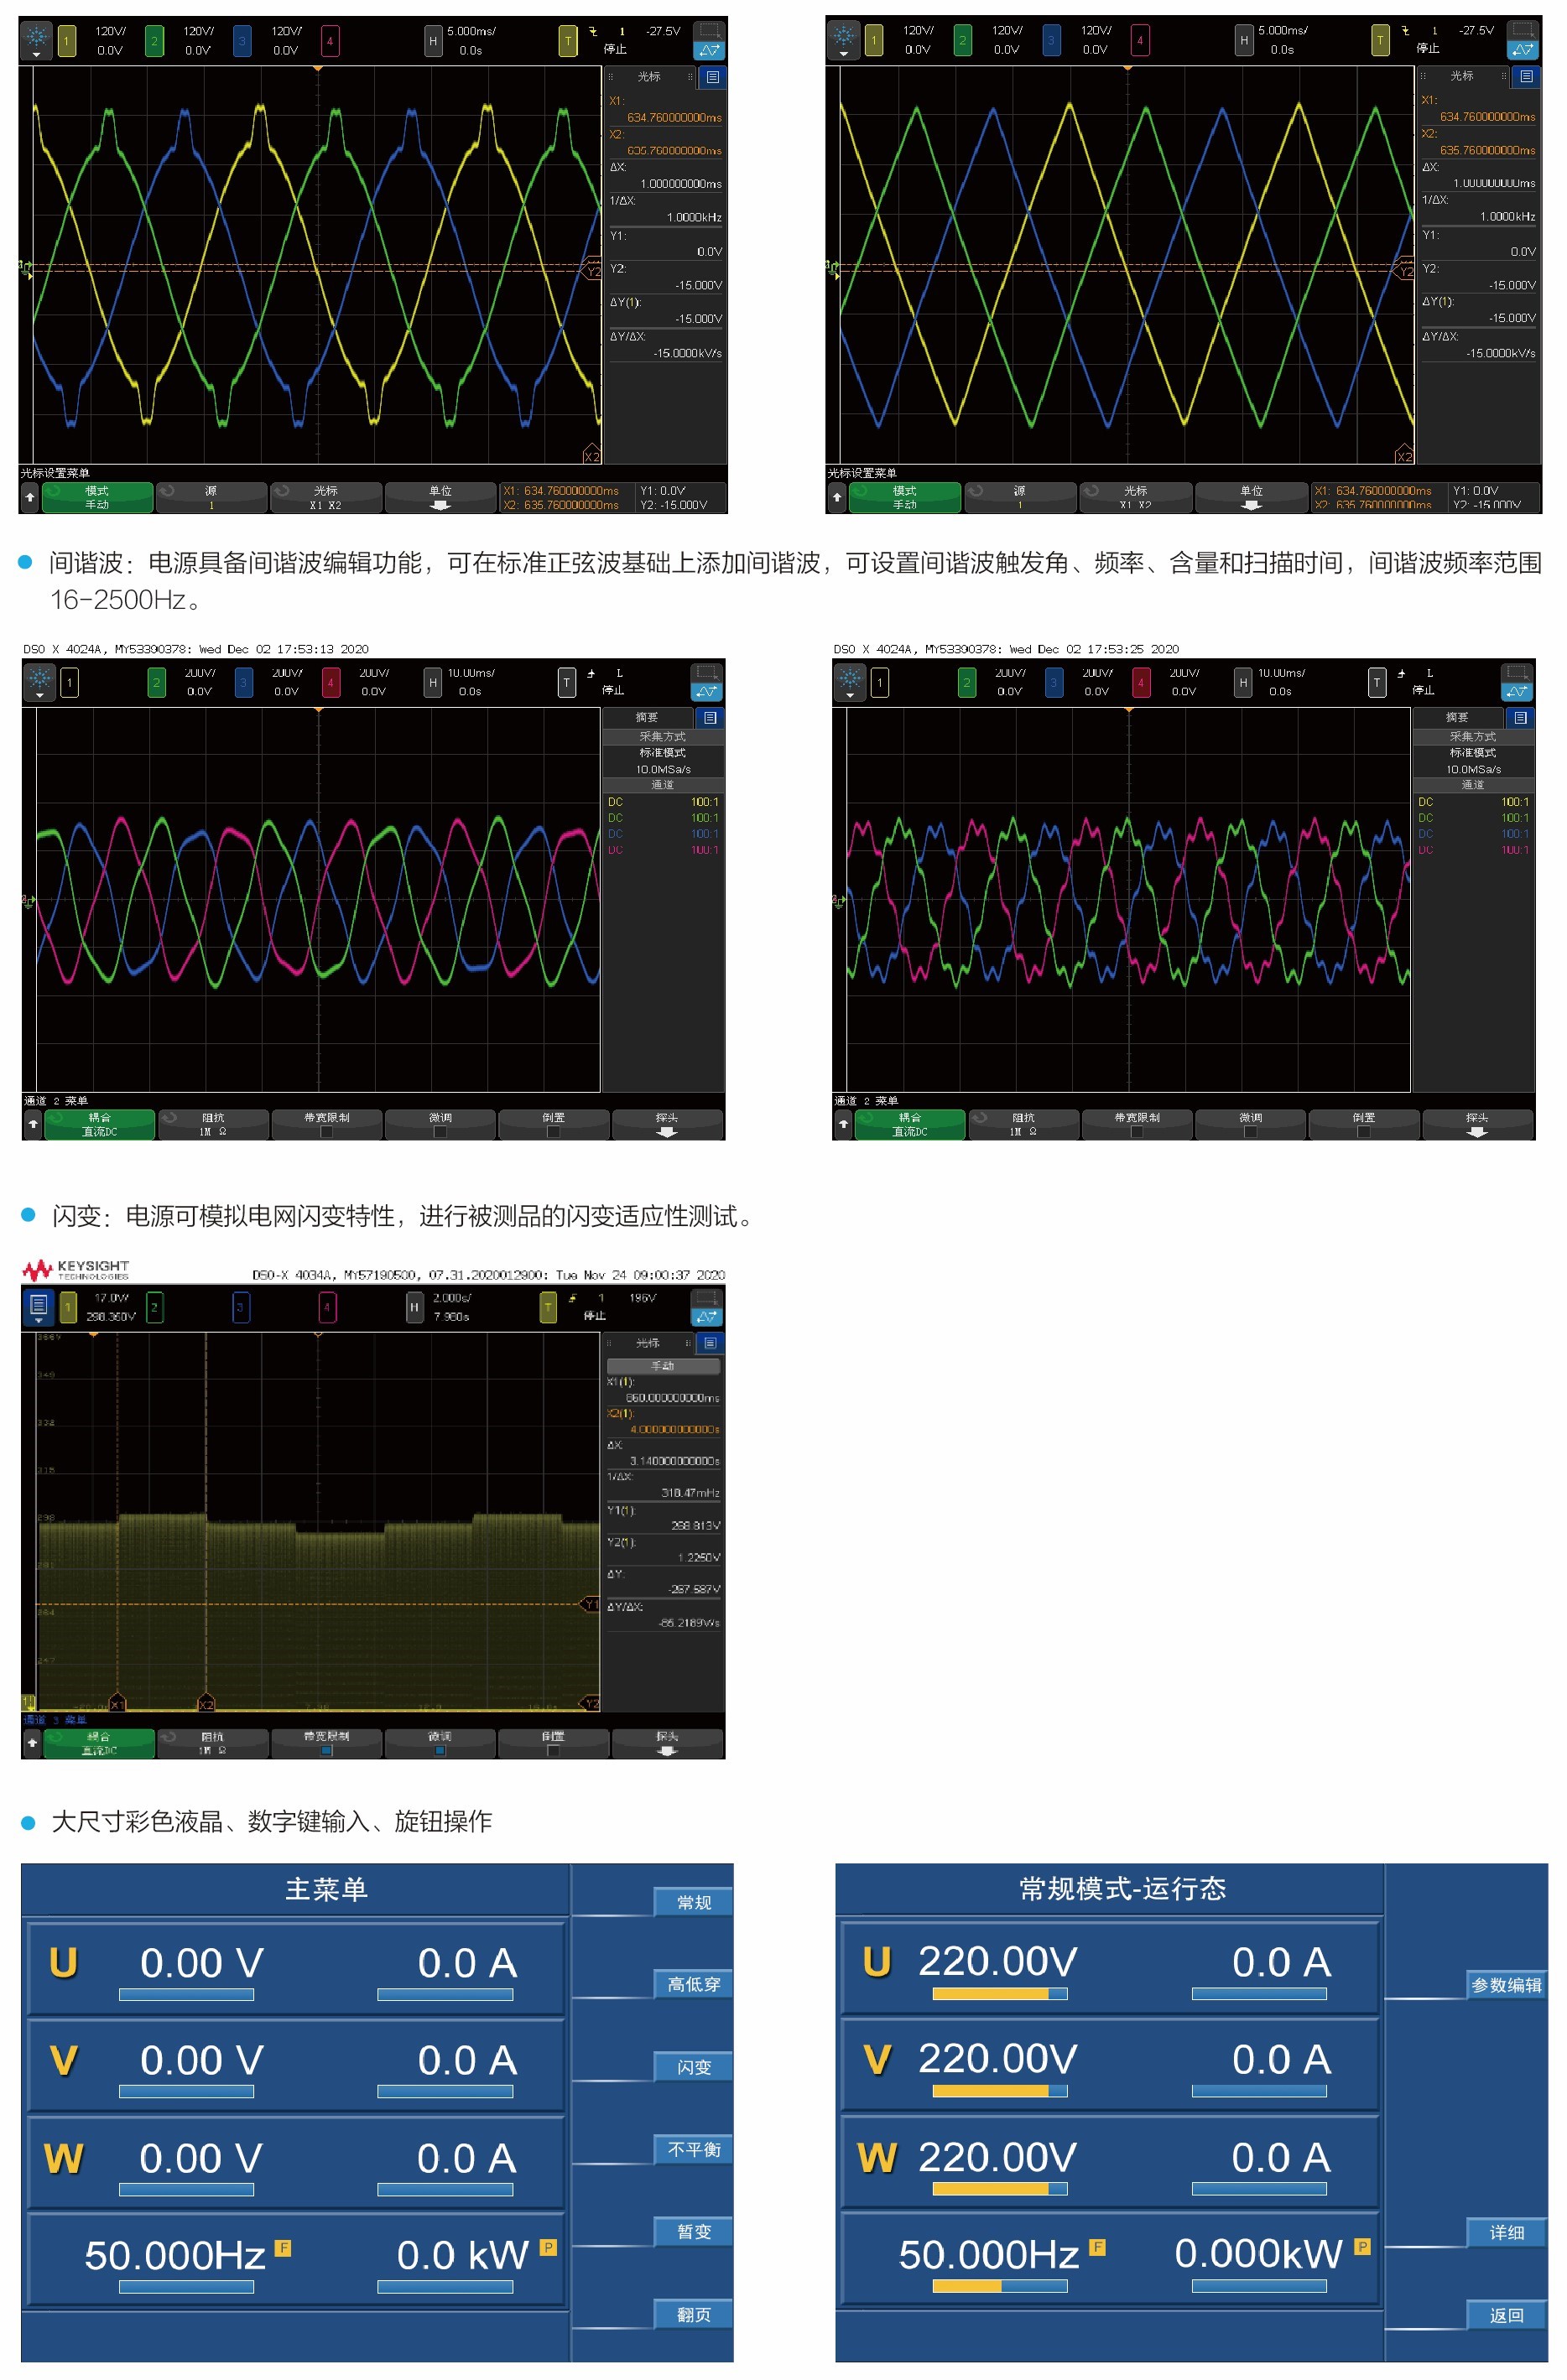 1 120V/ 0.0V 2 120V/ 0.0V 3 120V/ 0.0V 4 H 5.000ms/ 0.0s T 1 停止 -27.5V
光标
X1:
634.760000000ms
X2:
635.760000000ms
ΔX:
1.000000000ms
1/ΔX:
1.0000kHz
Y1:
0.0V
Y2:
-15.000V
ΔY(1):
-15.000V
ΔY/ΔX:
-15.0000kV/s
Y2
X2
光标设置菜单
模式 手动
源 1
光标 X1 X2
单位
X1: 634.760000000ms
X2: 635.760000000ms
Y1: 0.0V
Y2: -15.000V
1 120V/ 0.0V 2 120V/ 0.0V 3 120V/ 0.0V 4 H 5.000ms/ 0.0s T 1 停止 -27.5V
光标
X1:
634.760000000ms
X2:
635.760000000ms
ΔX:
1.000000000ms
1/ΔX:
1.0000kHz
Y1:
0.0V
Y2:
-15.000V
ΔY(1):
-15.000V
ΔY/ΔX:
-15.0000kV/s
Y2
X2
光标设置菜单
模式 手动
源 1
光标 X1 X2
单位
X1: 634.760000000ms
X2: 635.760000000ms
Y1: 0.0V
Y2: -15.000V
间谐波：电源具备间谐波编辑功能，可在标准正弦波基础上添加间谐波，可设置间谐波触发角、频率、含量和扫描时间，间谐波频率范围
16-2500Hz。
DSO X 4024A, MY53390378: Wed Dec 02 17:53:13 2020
1 2 200V/ 0.0V 3 200V/ 0.0V 4 200V/ 0.0V H 10.00ms/ 0.0s T L 停止
摘要
采集方式
标准模式
10.0MSa/s
通道
DC 100:1
DC 100:1
DC 100:1
DC 100:1
通道 2 菜单
耦合 直流DC
阻抗 1M Ω
带宽限制
微调
倒置
探头
DSO X 4024A, MY53390378: Wed Dec 02 17:53:25 2020
1 2 200V/ 0.0V 3 200V/ 0.0V 4 200V/ 0.0V H 10.00ms/ 0.0s T L 停止
摘要
采集方式
标准模式
10.0MSa/s
通道
DC 100:1
DC 100:1
DC 100:1
DC 100:1
通道 2 菜单
耦合 直流DC
阻抗 1M Ω
带宽限制
微调
倒置
探头
闪变：电源可模拟电网闪变特性，进行被测品的闪变适应性测试。
KEYSIGHT
TECHNOLOGIES
DSO-X 4034A, MY57190500, 07.31.2020012900: Tue Nov 24 09:00:37 2020
1 17.0V/ 2 3 4 H 2.000s/ 7.960s T 1 停止 196V
光标
手动
X1(1):
860.000000000ms
X2(1):
4.000000000000s
ΔX:
3.140000000000s
1/ΔX:
318.47mHz
Y1(1):
Y2(1):
1.2250V
ΔY:
ΔY/ΔX:
X1
X2
Y1
Y2
通道 3 菜单
耦合 直流DC
阻抗 1M Ω
带宽限制
微调
倒置
探头
大尺寸彩色液晶、数字键输入、旋钮操作
主菜单
常规
U 0.00 V 0.0 A
高低穿
V 0.00 V 0.0 A
闪变
W 0.00 V 0.0 A
不平衡
暂变
50.000Hz F 0.0 kW P
翻页
常规模式-运行态
U 220.00V 0.0 A
参数编辑
V 220.00V 0.0 A
W 220.00V 0.0 A
详细
50.000Hz F 0.000kW P
返回